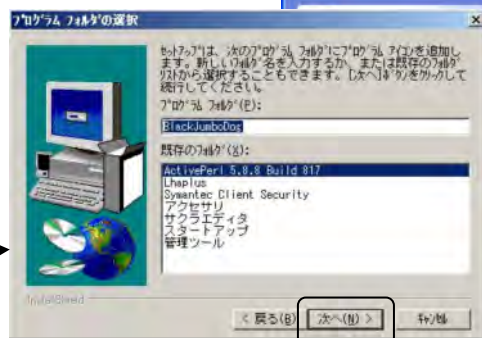 プログラム フォルダの選択
セットアップは、次のプログラム フォルダにプログラム アイコンを追加し
ます。新しいフォルダ名を入力するか、または既存のフォルダ
リストから選択することもできます。[次へ]ボタンをクリックして
続行してください。
プログラム フォルダ(P):
BlackJumboDog
既存のフォルダ(X):
ActivePerl 5.8.8 Build 817
Lhaplus
Symantec Client Security
アクセサリ
サクラエディタ
スタートアップ
管理ツール
InstallShield
< 戻る(B)
次へ(N) >
キャンセル